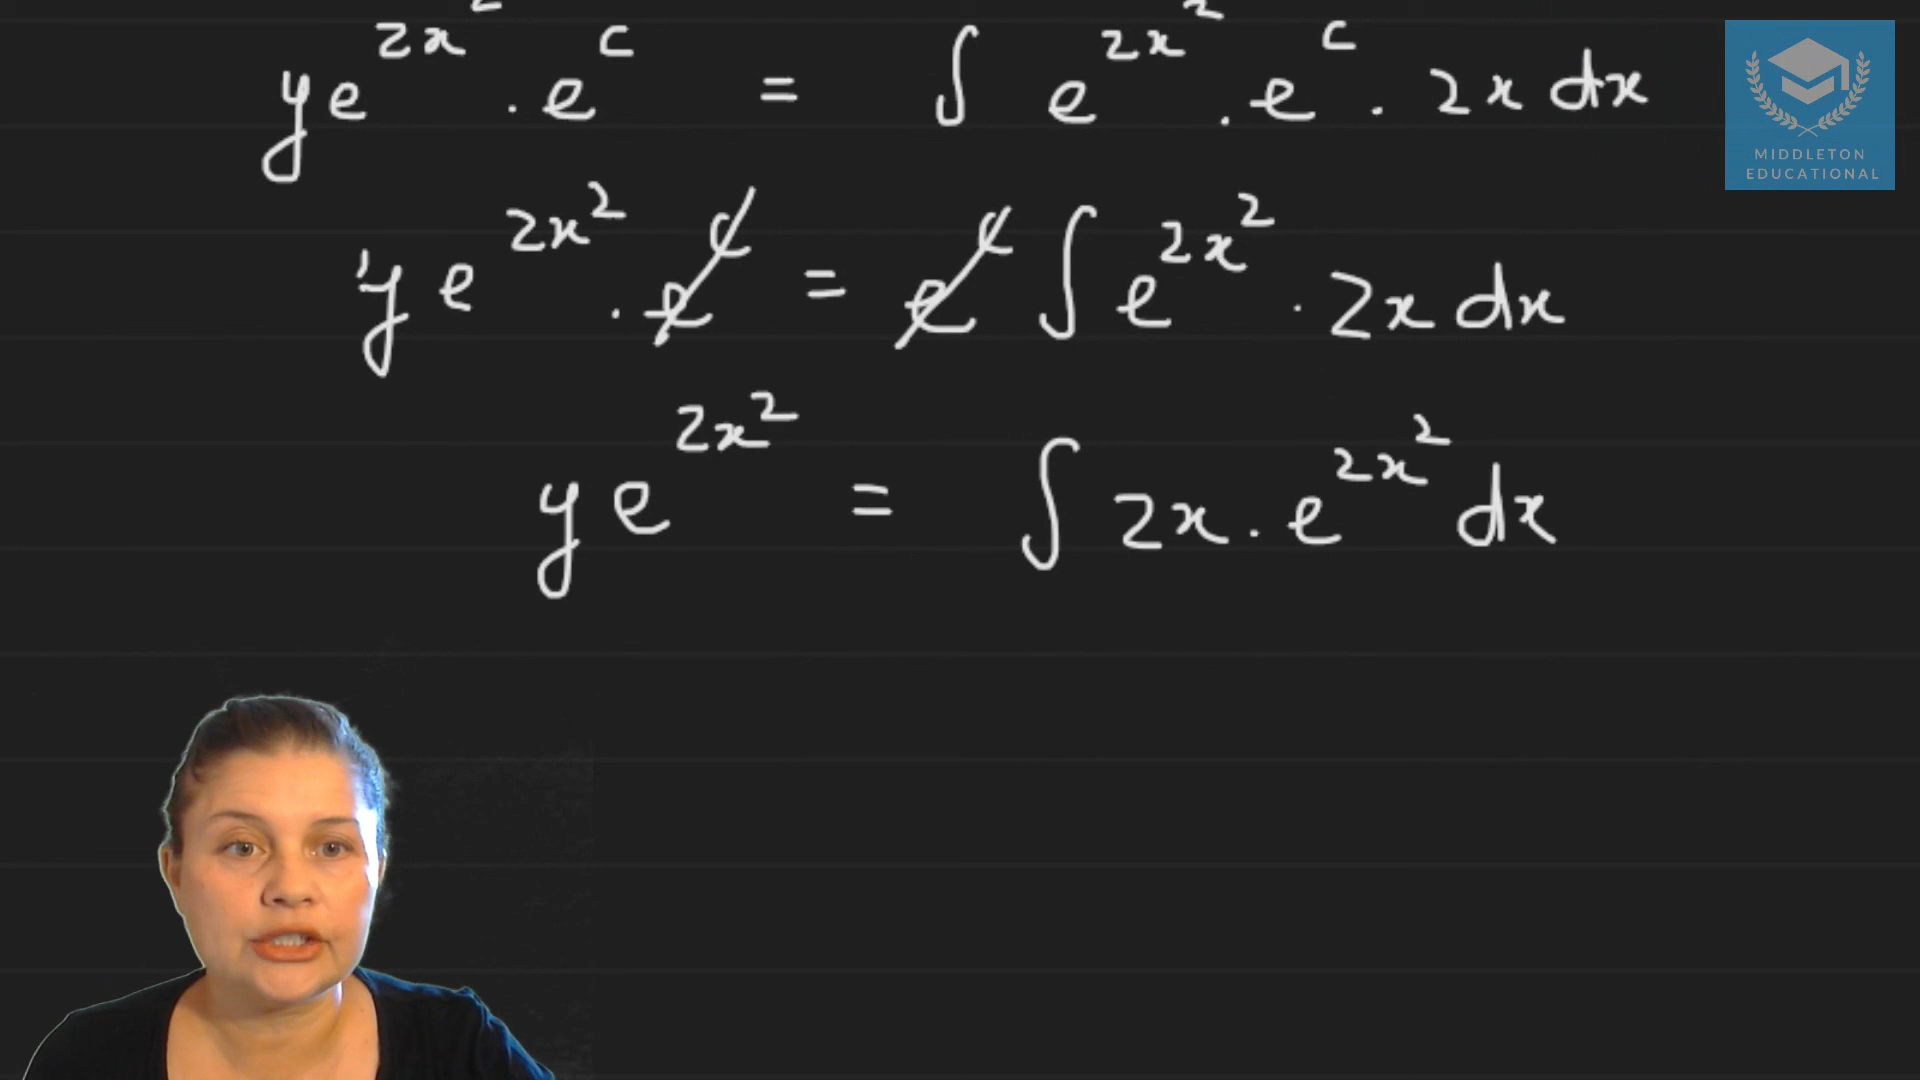 ye^{2x^2} . e^c = ∫ e^{2x^2} . e^c . 2x dx
MIDDLETON
EDUCATIONAL
ye^{2x^2} . e^c = e^c ∫ e^{2x^2} . 2x dx
ye^{2x^2} = ∫ 2x . e^{2x^2} dx